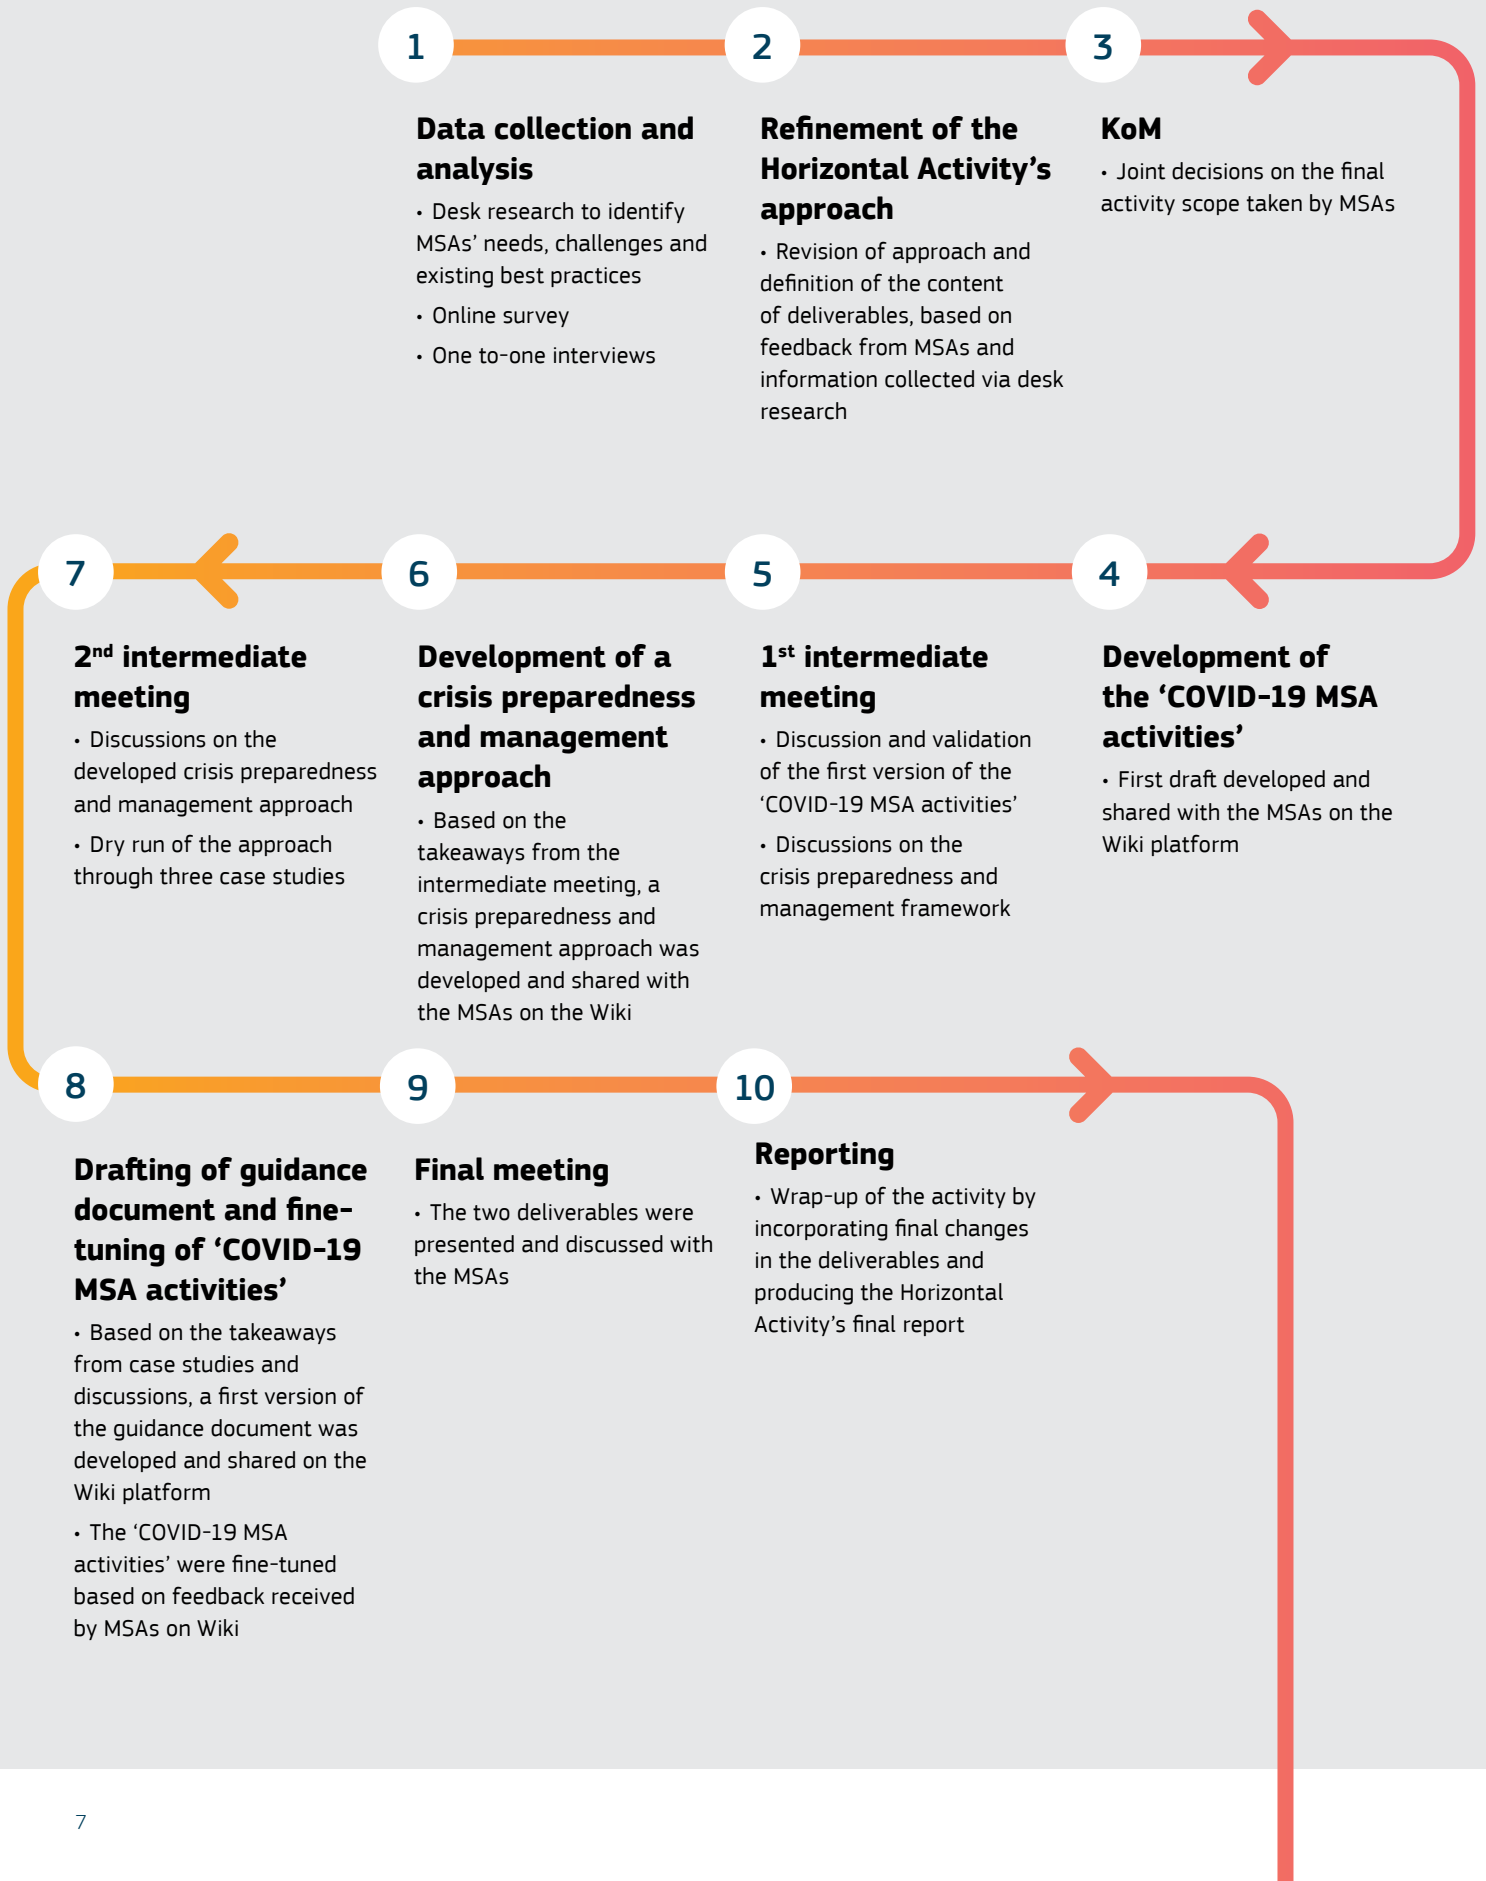 1
Data collection and
analysis
• Desk research to identify
MSAs’ needs, challenges and
existing best practices
• Online survey
• One to-one interviews
2
Refinement of the
Horizontal Activity’s
approach
• Revision of approach and
definition of the content
of deliverables, based on
feedback from MSAs and
information collected via desk
research
3
KoM
• Joint decisions on the final
activity scope taken by MSAs
4
Development of
the ‘COVID-19 MSA
activities’
• First draft developed and
shared with the MSAs on the
Wiki platform
5
1st intermediate
meeting
• Discussion and validation
of the first version of the
‘COVID-19 MSA activities’
• Discussions on the
crisis preparedness and
management framework
6
Development of a
crisis preparedness
and management
approach
• Based on the
takeaways from the
intermediate meeting, a
crisis preparedness and
management approach was
developed and shared with
the MSAs on the Wiki
7
2nd intermediate
meeting
• Discussions on the
developed crisis preparedness
and management approach
• Dry run of the approach
through three case studies
8
Drafting of guidance
document and fine-
tuning of ‘COVID-19
MSA activities’
• Based on the takeaways
from case studies and
discussions, a first version of
the guidance document was
developed and shared on the
Wiki platform
• The ‘COVID-19 MSA
activities’ were fine-tuned
based on feedback received
by MSAs on Wiki
9
Final meeting
• The two deliverables were
presented and discussed with
the MSAs
10
Reporting
• Wrap-up of the activity by
incorporating final changes
in the deliverables and
producing the Horizontal
Activity’s final report
7